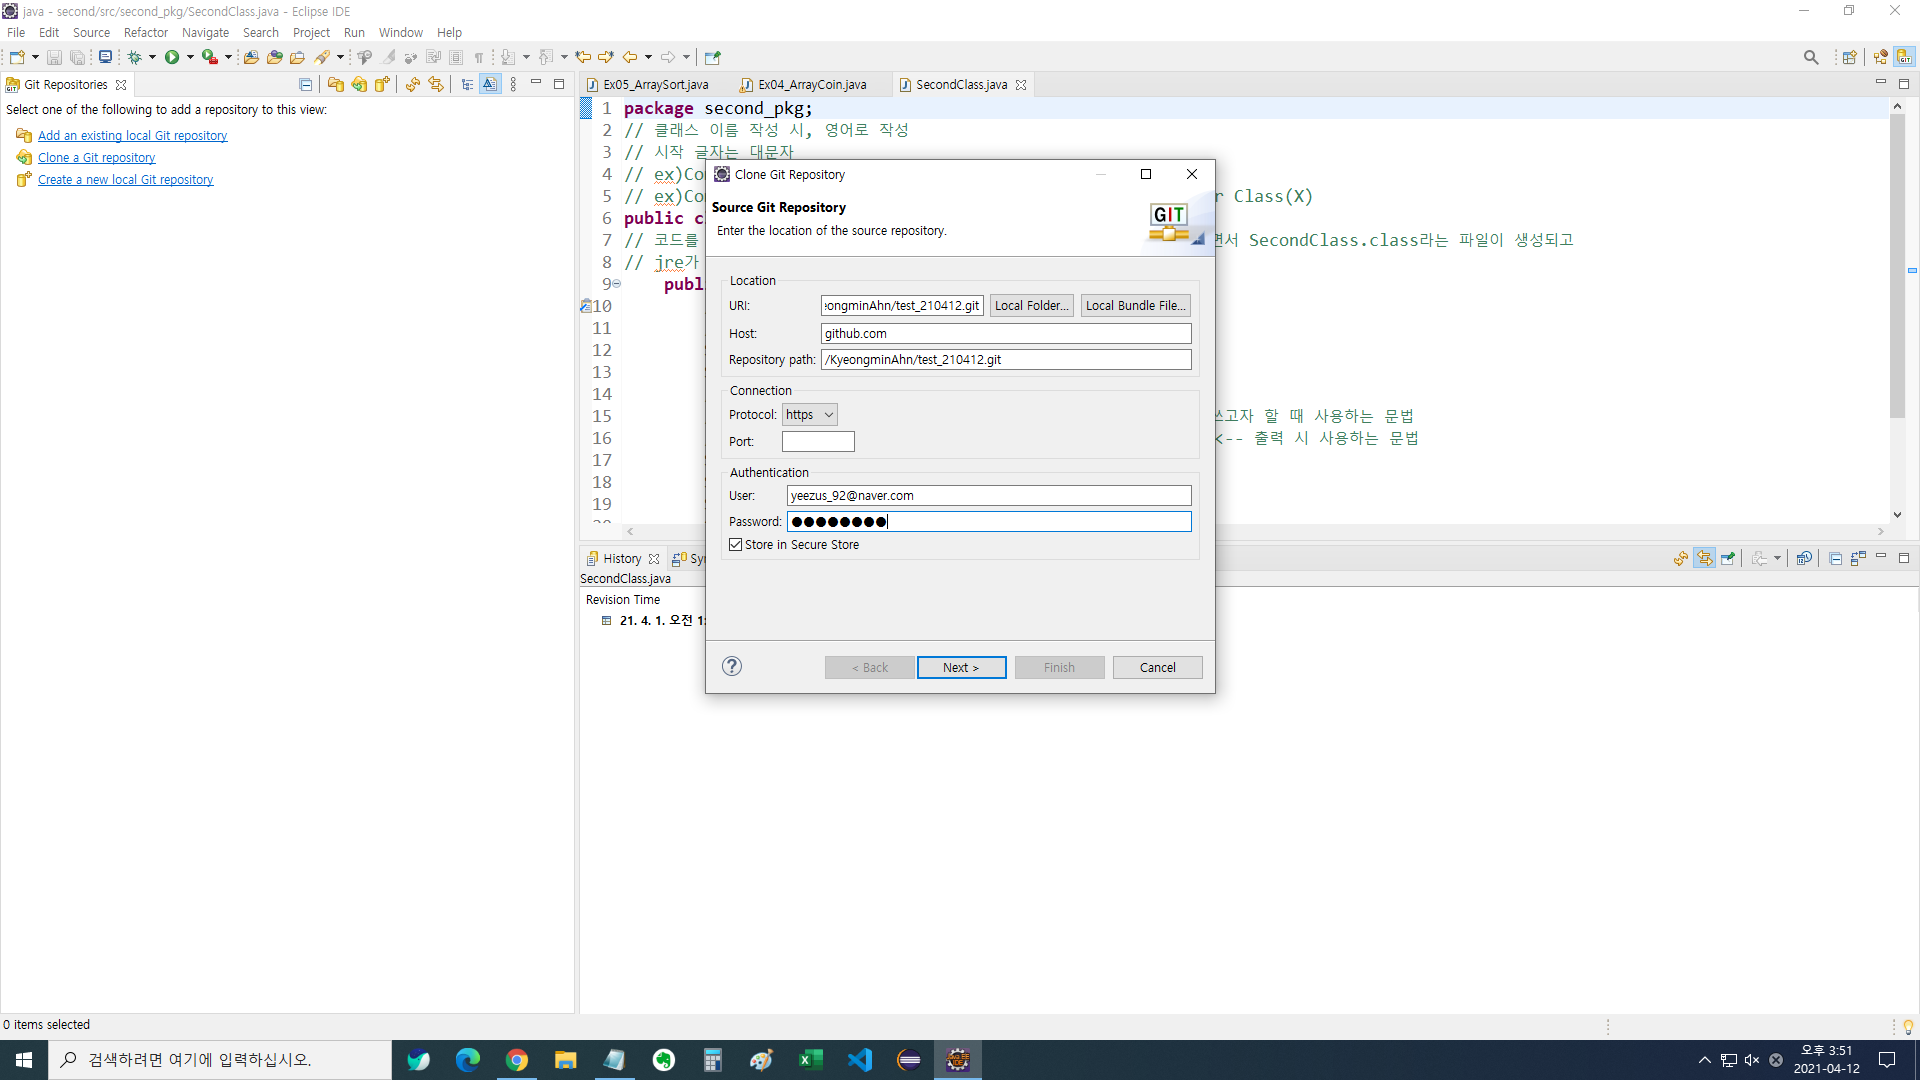 java - second/src/second_pkg/SecondClass.java - Eclipse IDE
File Edit Source Refactor Navigate Search Project Run Window Help
Git Repositories
Select one of the following to add a repository to this view:
Add an existing local Git repository
Clone a Git repository
Create a new local Git repository
Ex05_ArraySort.java Ex04_ArrayCoin.java SecondClass.java
1 package second_pkg;
2 // 클래스 이름 작성 시, 영어로 작성
3 // 시작 글자는 대문자
4 // ex)Co
5 // ex)Co Class(X)
6 public c
7 // 코드를 면서 SecondClass.class라는 파일이 생성되고
8 // jre가
9 publ
10
11
12
13
14
15 쓰고자 할 때 사용하는 문법
16 <-- 출력 시 사용하는 문법
17
18
19
Clone Git Repository
Source Git Repository
Enter the location of the source repository.
GIT
Location
URI: eongminAhn/test_210412.git Local Folder... Local Bundle File...
Host: github.com
Repository path: /KyeongminAhn/test_210412.git
Connection
Protocol: https
Port:
Authentication
User: yeezus_92@naver.com
Password: ●●●●●●●●
Store in Secure Store
< Back Next > Finish Cancel
History Sy
SecondClass.java
Revision Time
21. 4. 1. 오전 1
0 items selected
검색하려면 여기에 입력하십시오.
오후 3:51
2021-04-12